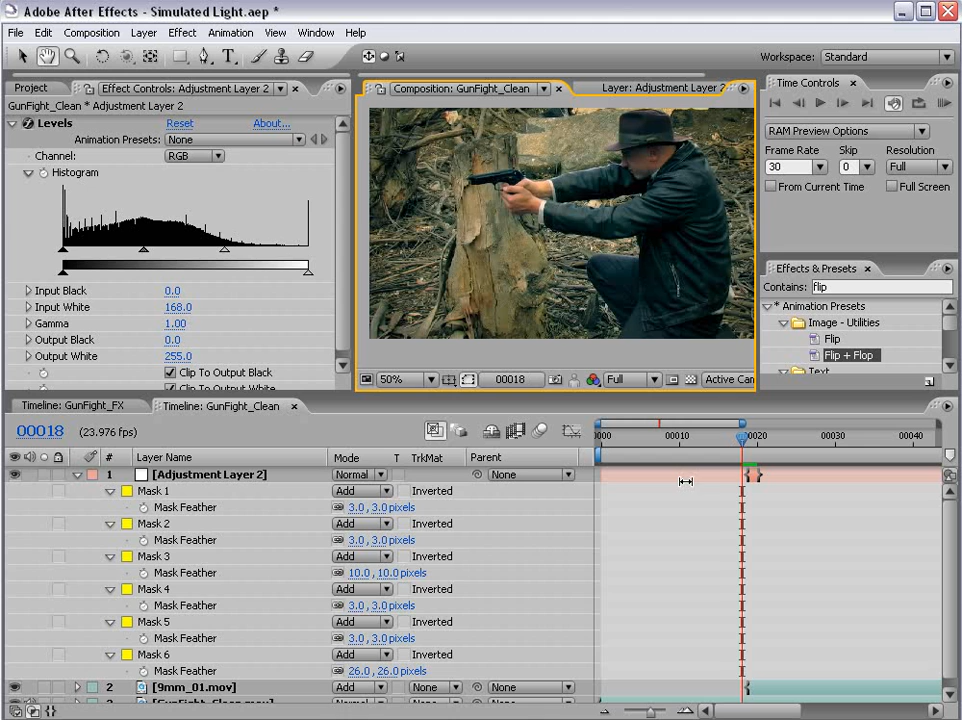 Adobe After Effects - Simulated Light.aep *
File Edit Composition Layer Effect Animation View Window Help
Workspace: Standard
Project Effect Controls: Adjustment Layer 2
GunFight_Clean * Adjustment Layer 2
Levels Reset About...
Animation Presets: None
Channel: RGB
Histogram
Input Black 0.0
Input White 168.0
Gamma 1.00
Output Black 0.0
Output White 255.0
Clip To Output Black
Clip To Output White
Composition: GunFight_Clean Layer: Adjustment Layer 2
50% 00018 Full Active Cam
Time Controls
RAM Preview Options
Frame Rate Skip Resolution
30 0 Full
From Current Time Full Screen
Effects & Presets
Contains: flip
* Animation Presets
Image - Utilities
Flip
Flip + Flop
Text
Timeline: GunFight_FX Timeline: GunFight_Clean
00018 (23.976 fps)
0000 00010 00020 00030 00040
# Layer Name Mode T TrkMat Parent
1 [Adjustment Layer 2] Normal None
Mask 1 Add Inverted
Mask Feather 3.0, 3.0 pixels
Mask 2 Add Inverted
Mask Feather 3.0, 3.0 pixels
Mask 3 Add Inverted
Mask Feather 10.0, 10.0 pixels
Mask 4 Add Inverted
Mask Feather 3.0, 3.0 pixels
Mask 5 Add Inverted
Mask Feather 3.0, 3.0 pixels
Mask 6 Add Inverted
Mask Feather 26.0, 26.0 pixels
2 [9mm_01.mov] Add None None
[GunFight_Clean.mov]